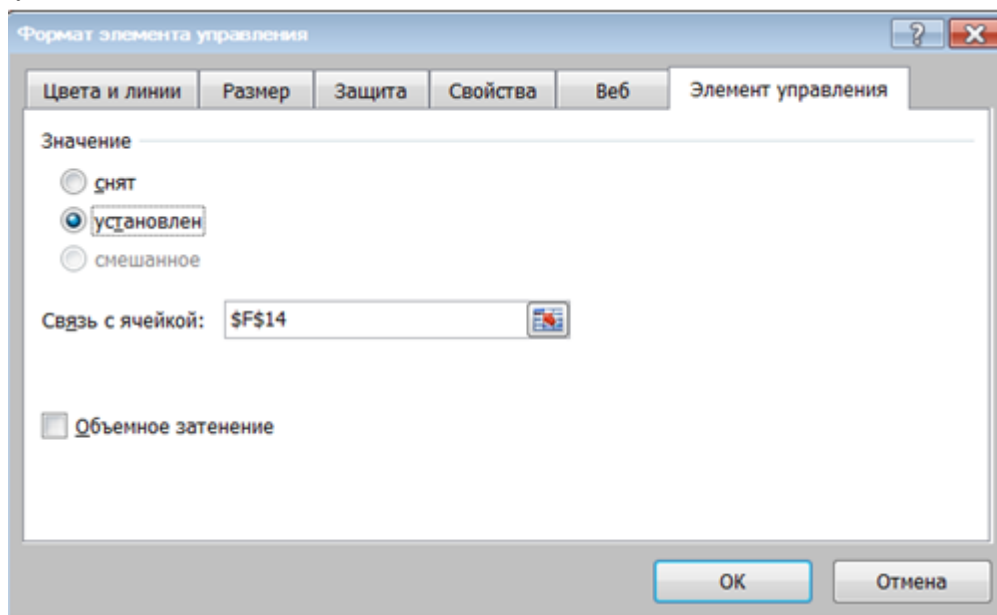 Формат элемента управления
Цвета и линии Размер Защита Свойства Веб Элемент управления
Значение
снят
установлен
смешанное
Связь с ячейкой: $F$14
Объемное затенение
ОК Отмена